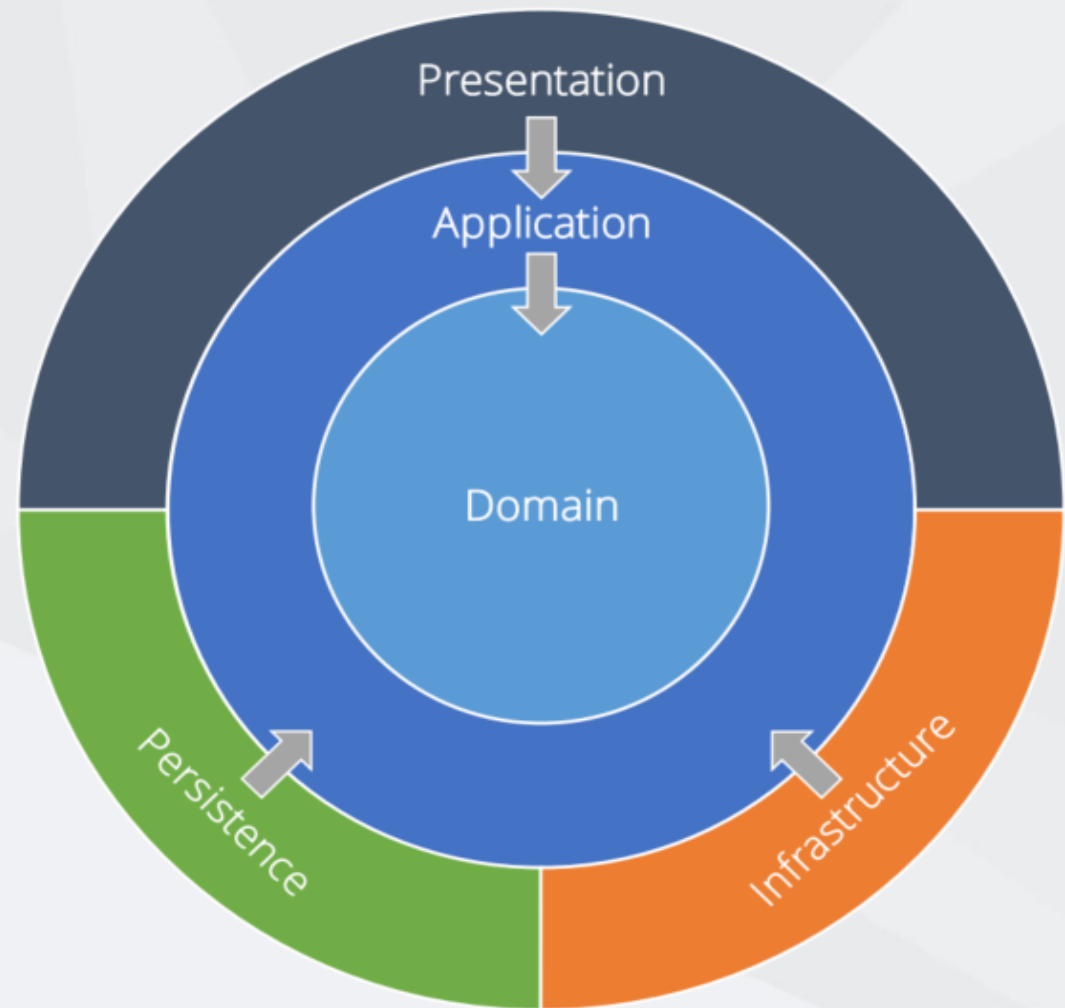 Presentation
Application
Domain
Persistence
Infrastructure